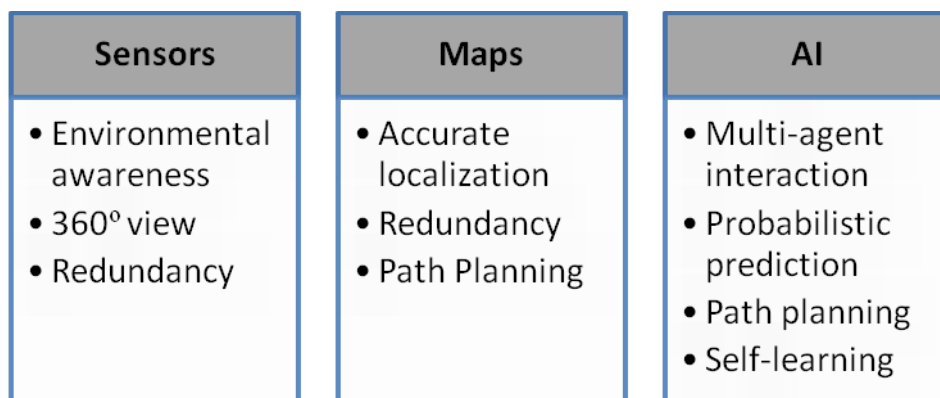 Sensors
• Environmental
awareness
• 360º view
• Redundancy
Maps
• Accurate
localization
• Redundancy
• Path Planning
AI
• Multi-agent
interaction
• Probabilistic
prediction
• Path planning
• Self-learning